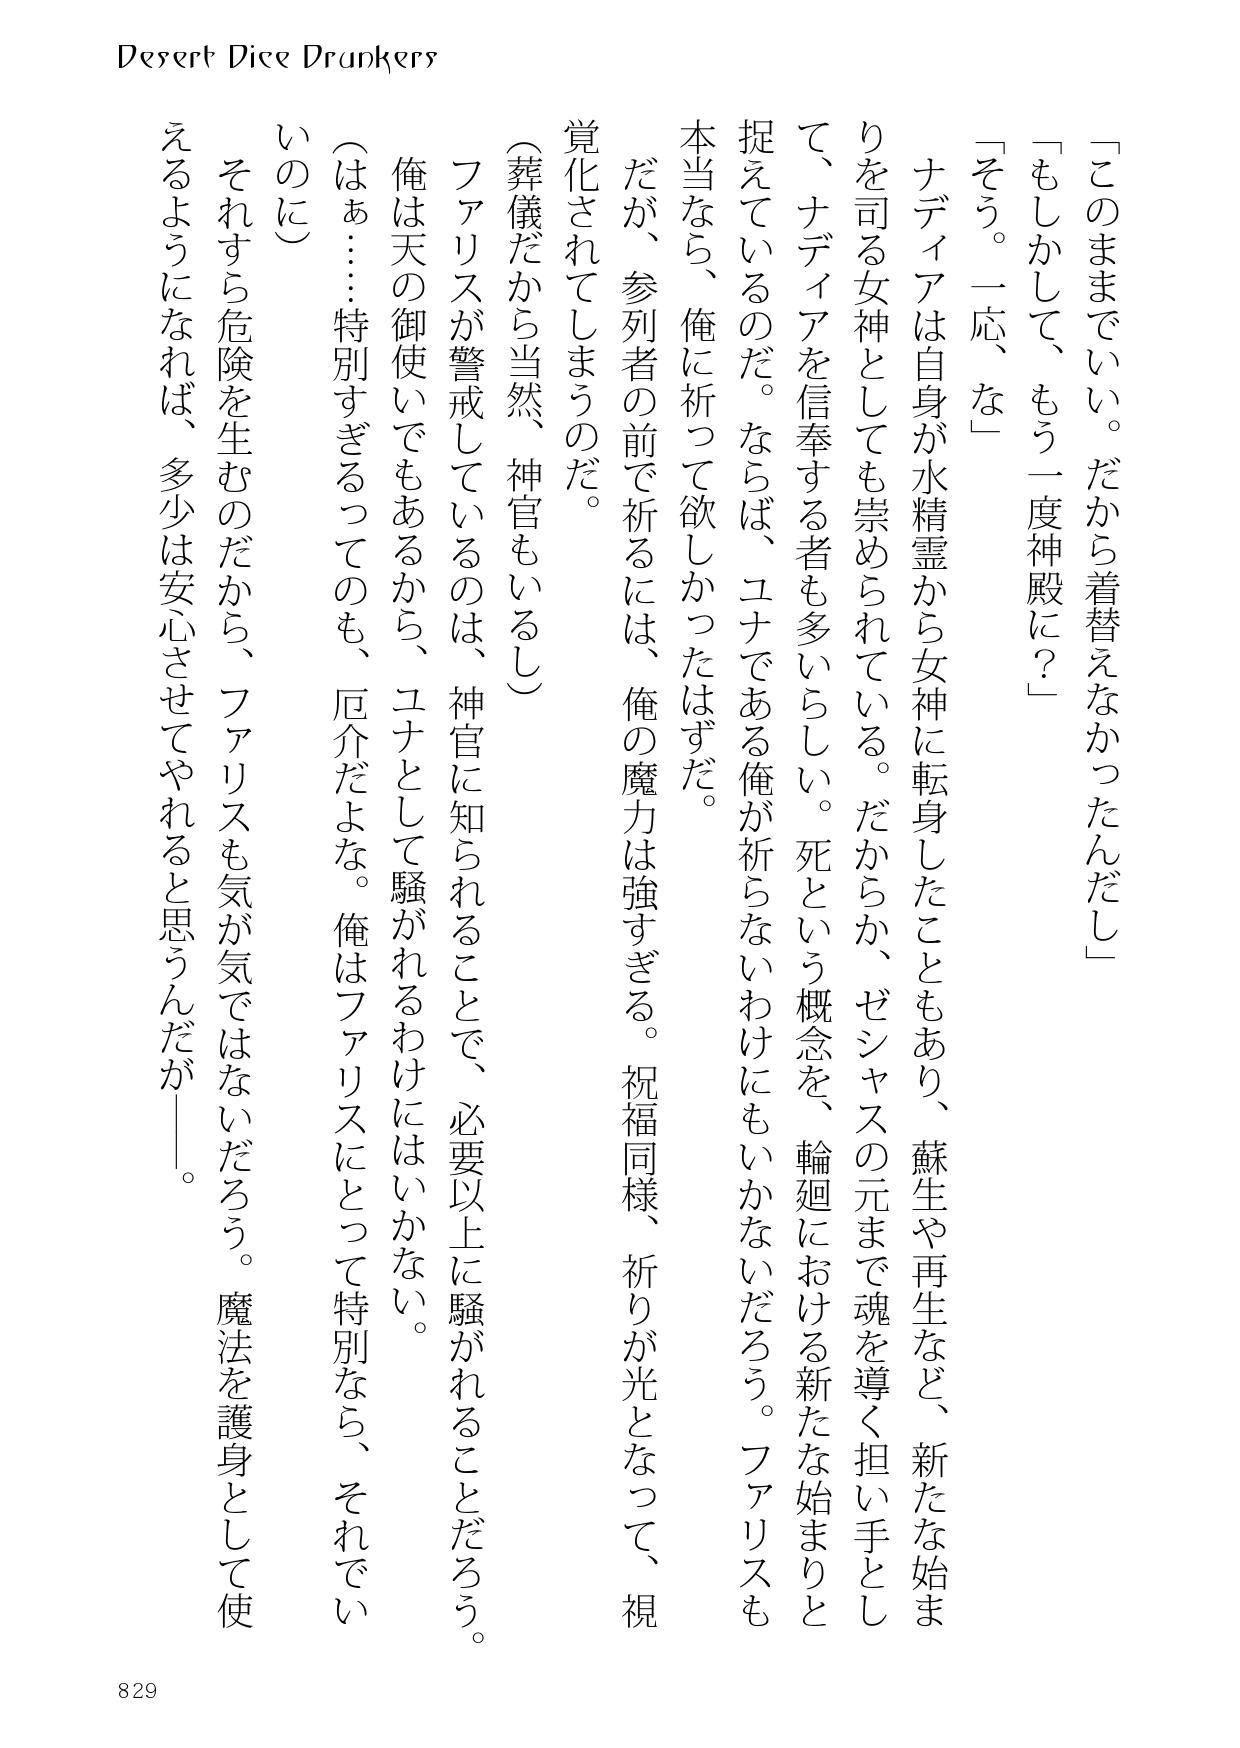 Desert Dice Drunkers
「このままでいい。だから着替えなかったんだし」
「もしかして、もう一度神殿に？」
「そう。一応、な」
　ナディアは自身が水精霊から女神に転身したこともあり、蘇生や再生など、新たな始ま
りを司る女神としても崇められている。だからか、ゼシャスの元まで魂を導く担い手とし
て、ナディアを信奉する者も多いらしい。死という概念を、輪廻における新たな始まりと
捉えているのだ。ならば、ユナである俺が祈らないわけにもいかないだろう。ファリスも
本当なら、俺に祈って欲しかったはずだ。
　だが、参列者の前で祈るには、俺の魔力は強すぎる。祝福同様、祈りが光となって、視
覚化されてしまうのだ。
（葬儀だから当然、神官もいるし）
　ファリスが警戒しているのは、神官に知られることで、必要以上に騒がれることだろう。
　俺は天の御使いでもあるから、ユナとして騒がれるわけにはいかない。
（はぁ……特別すぎるってのも、厄介だよな。俺はファリスにとって特別なら、それでい
いのに）
　それすら危険を生むのだから、ファリスも気が気ではないだろう。魔法を護身として使
えるようになれば、多少は安心させてやれると思うんだが――。
829